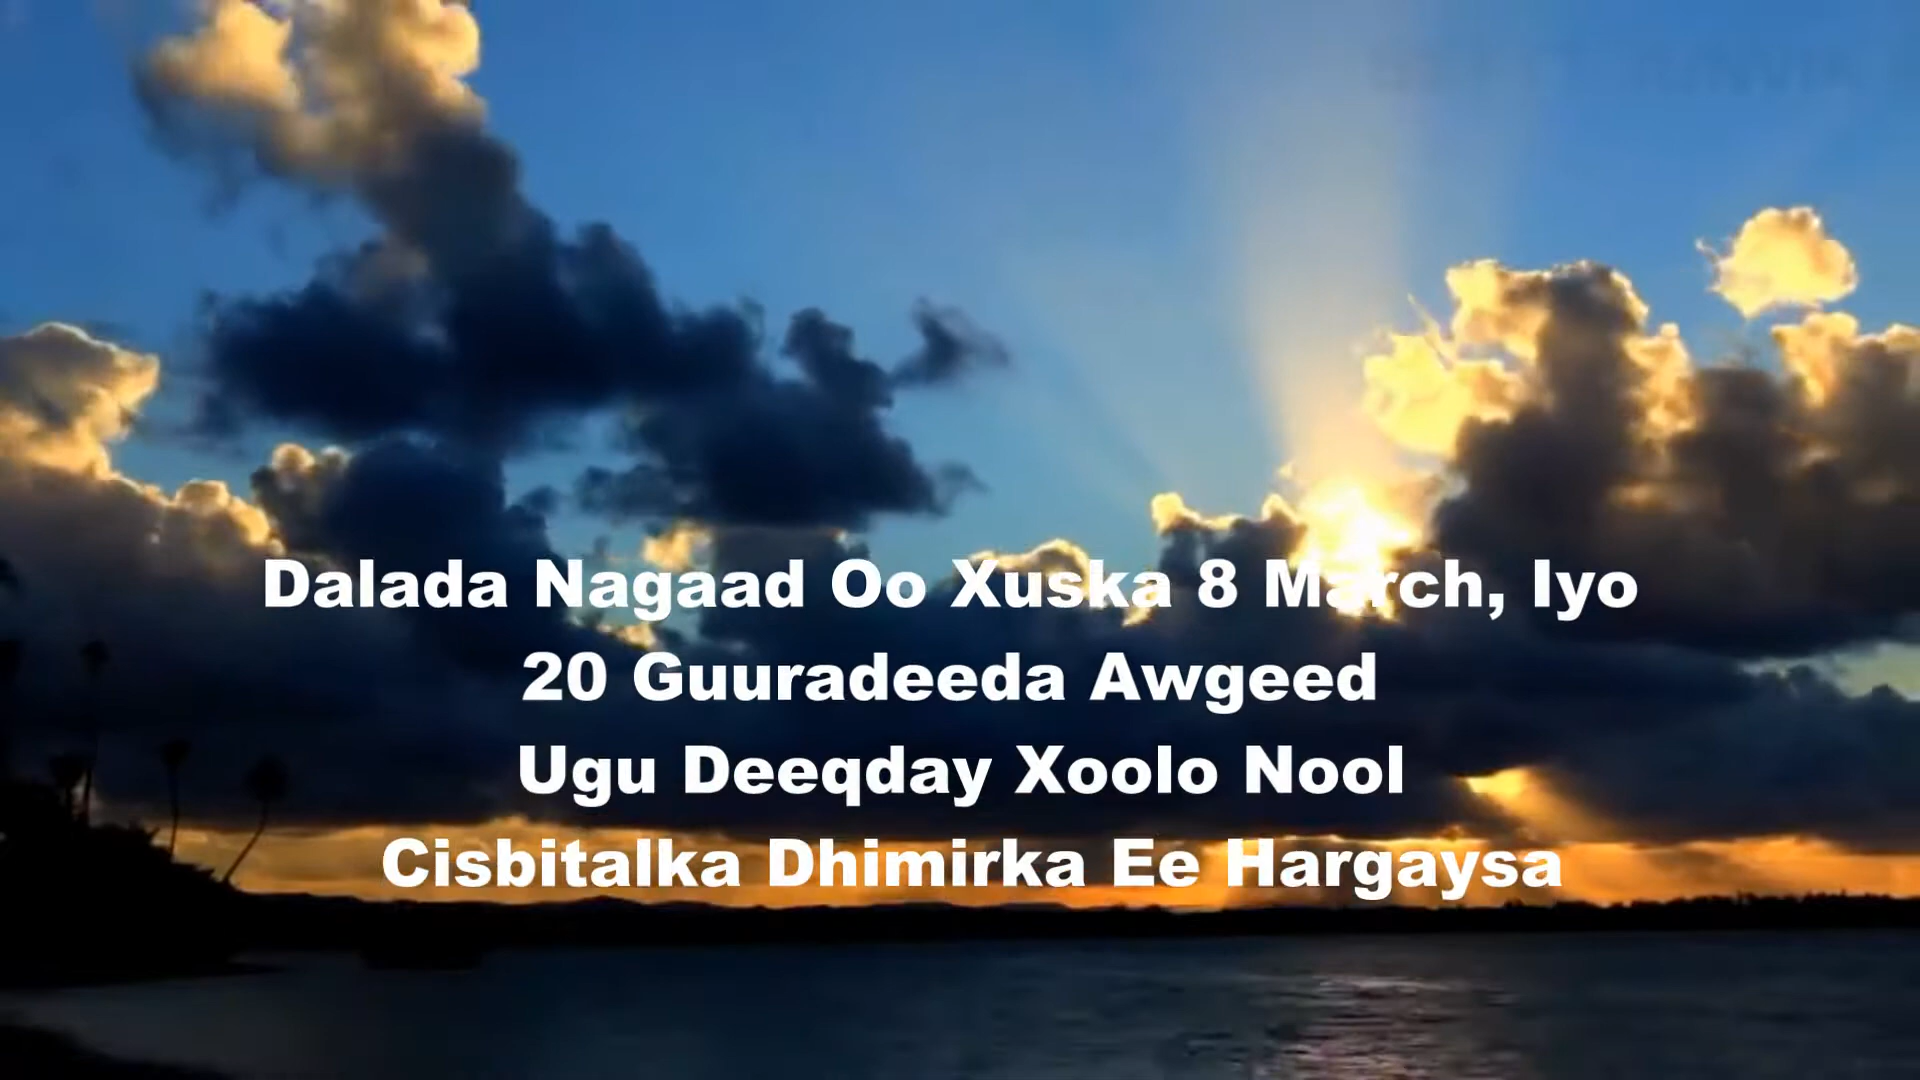 Dalada Nagaad Oo Xuska 8 March, Iyo
20 Guuradeeda Awgeed
Ugu Deeqday Xoolo Nool
Cisbitalka Dhimirka Ee Hargaysa